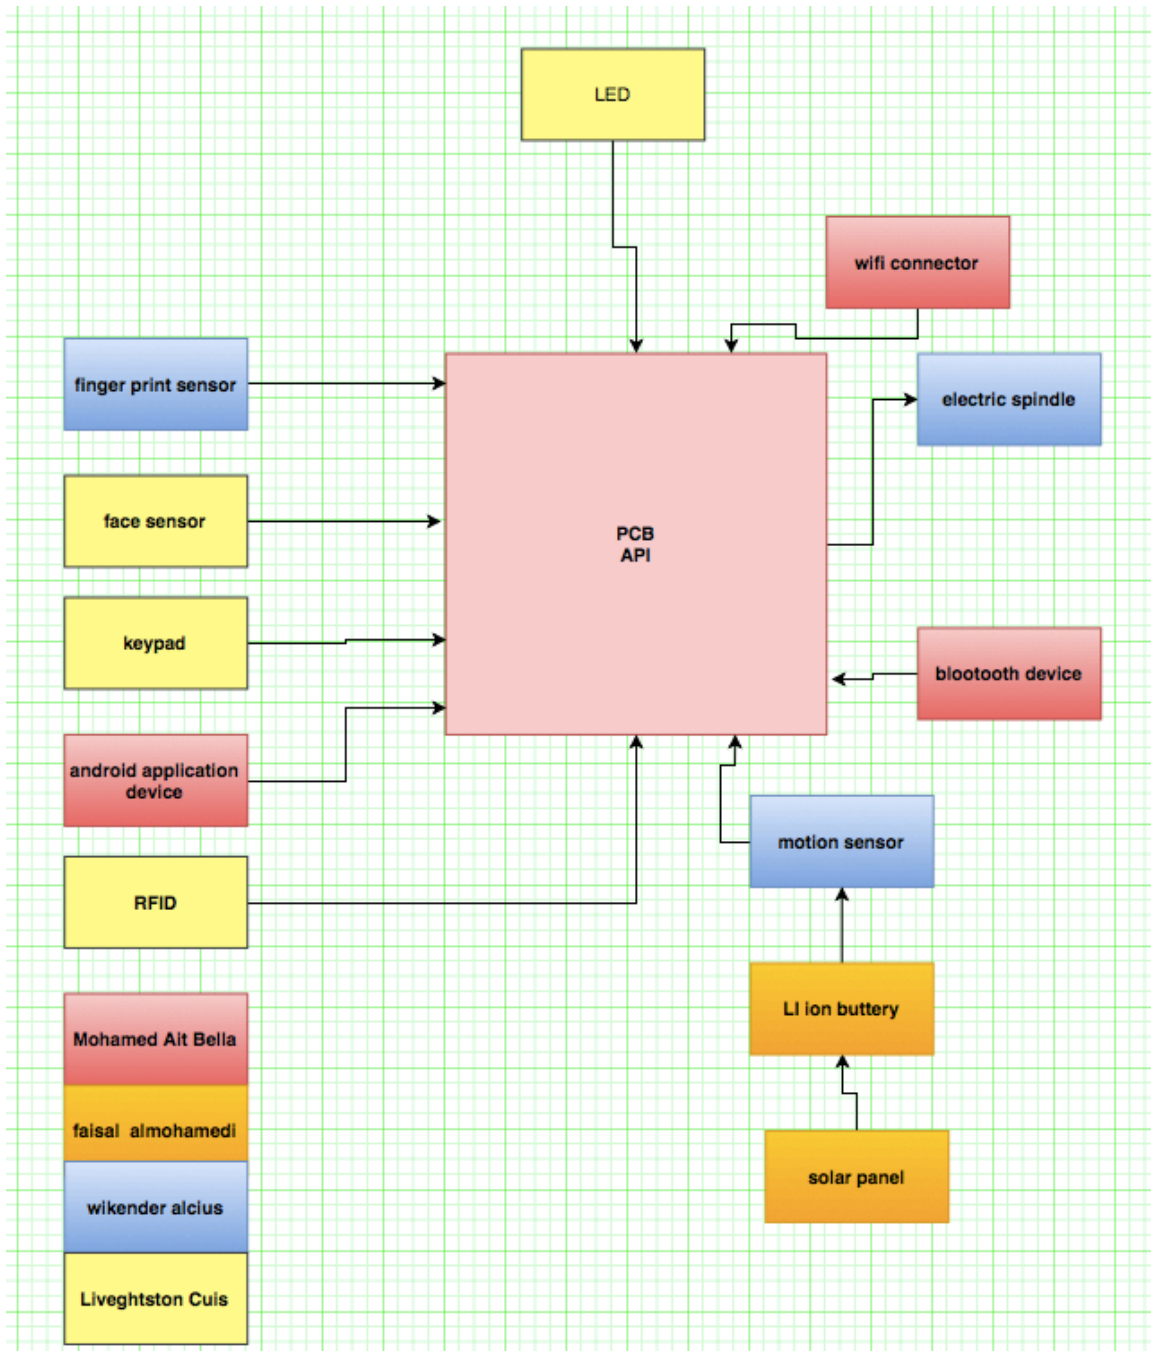 LED
wifi connector
finger print sensor
electric spindle
face sensor
PCB
API
keypad
blootooth device
android application
device
motion sensor
RFID
LI ion buttery
Mohamed Ait Bella
faisal almohamedi
solar panel
wikender alcius
Liveghtston Cuis